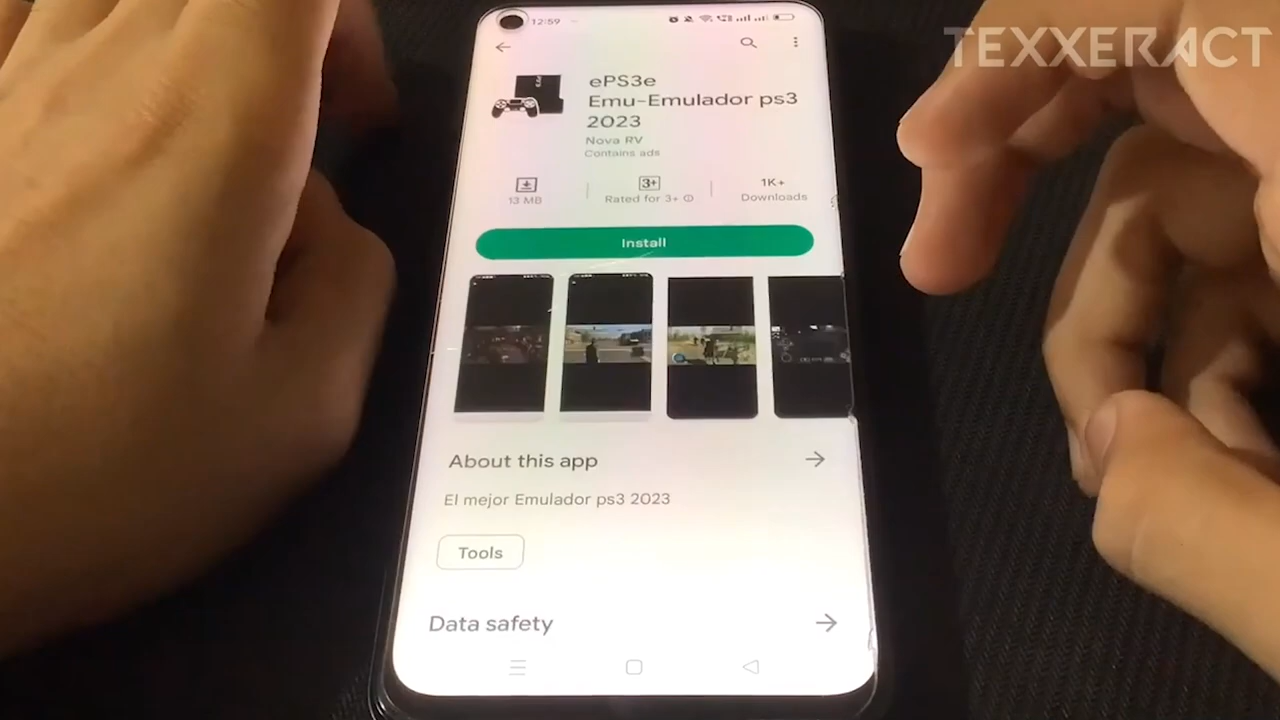 TEXXERACT
12:59
ePS3e
Emu-Emulador ps3
2023
Nova RV
Contains ads
3+
1K+
13 MB
Rated for 3+
Downloads
Install
About this app
El mejor Emulador ps3 2023
Tools
Data safety